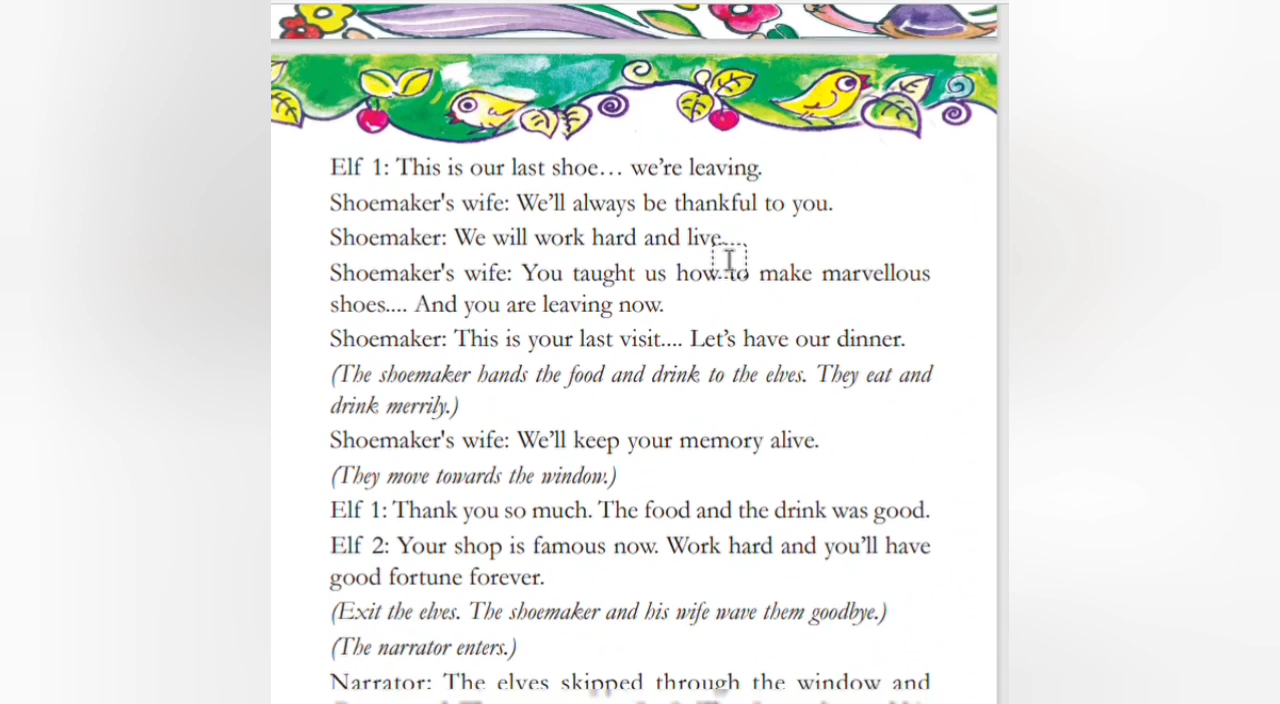 Elf 1: This is our last shoe… we’re leaving.
Shoemaker's wife: We’ll always be thankful to you.
Shoemaker: We will work hard and live....
Shoemaker's wife: You taught us how to make marvellous
shoes.... And you are leaving now.
Shoemaker: This is your last visit.... Let’s have our dinner.
(The shoemaker hands the food and drink to the elves. They eat and
drink merrily.)
Shoemaker's wife: We’ll keep your memory alive.
(They move towards the window.)
Elf 1: Thank you so much. The food and the drink was good.
Elf 2: Your shop is famous now. Work hard and you’ll have
good fortune forever.
(Exit the elves. The shoemaker and his wife wave them goodbye.)
(The narrator enters.)
Narrator: The elves skipped through the window and